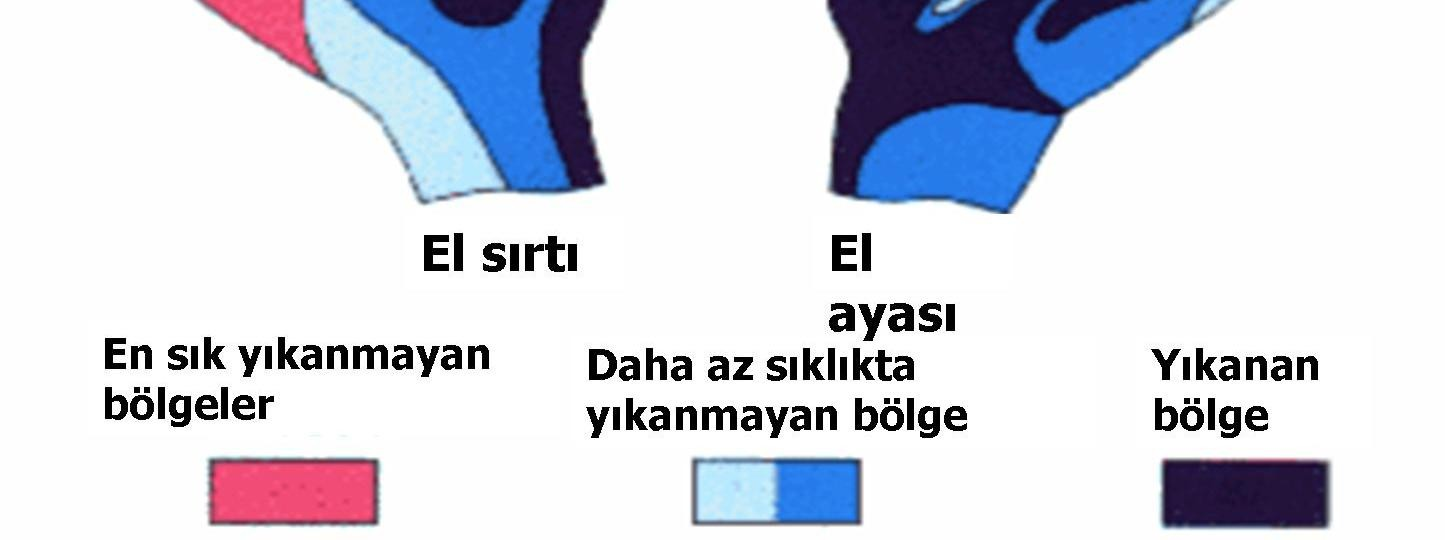 El sırtı
El
ayası
En sık yıkanmayan
bölgeler
Daha az sıklıkta
yıkanmayan bölge
Yıkanan
bölge